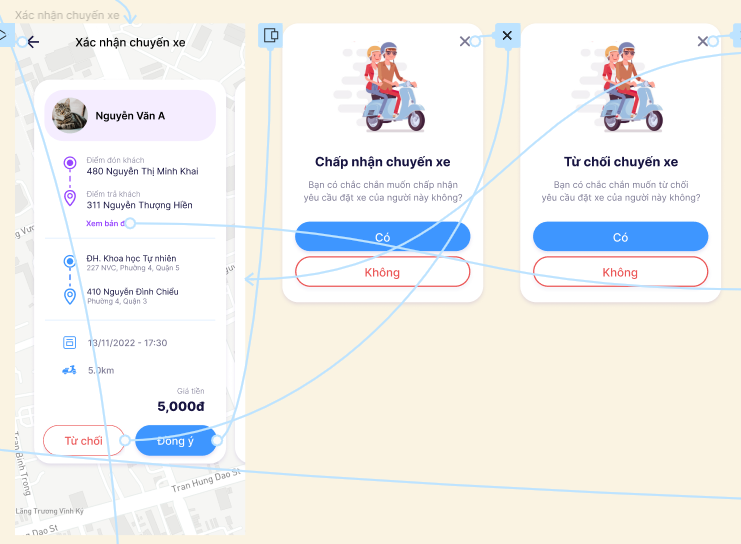 Xác nhận chuyến xe
Xác nhận chuyến xe
Nguyễn Văn A
Điểm đón khách
480 Nguyễn Thị Minh Khai
Điểm trả khách
311 Nguyễn Thượng Hiền
Xem bản
ĐH. Khoa học Tự nhiên
227 NVC, Phường 4, Quận 5
410 Nguyễn Đình Chiểu
Phường 4, Quận 3
13/11/2022 - 17:30
5.0km
Giá tiền
5,000đ
Từ chối
Đồng ý
Tran Binh Trong
Tran Hung Dao St
Lăng Trương Vĩnh Ký
Dao St
Chấp nhận chuyến xe
Bạn có chắc chắn muốn chấp nhận
yêu cầu đặt xe của người này không?
Có
Không
Từ chối chuyến xe
Bạn có chắc chắn muốn từ chối
yêu cầu đặt xe của người này không?
Có
Không